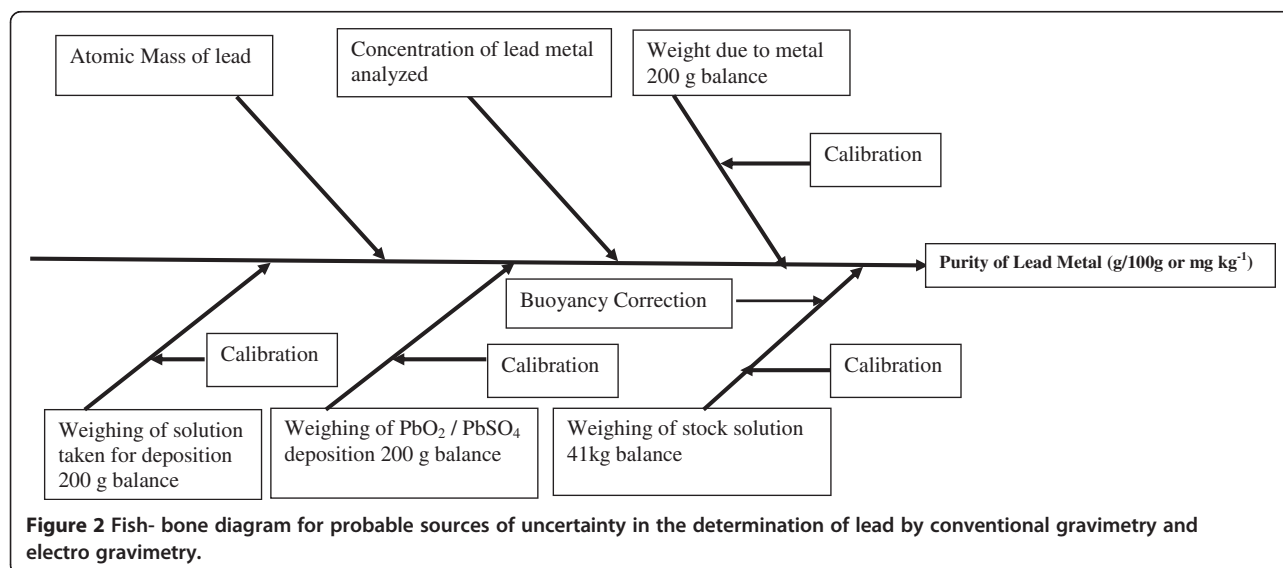 Atomic Mass of lead
Concentration of lead metal
analyzed
Weight due to metal
200 g balance
Calibration
Purity of Lead Metal (g/100g or mg kg⁻¹)
Buoyancy Correction
Calibration
Calibration
Calibration
Weighing of solution
taken for deposition
200 g balance
Weighing of PbO₂ / PbSO₄
deposition 200 g balance
Weighing of stock solution
41kg balance
Figure 2 Fish- bone diagram for probable sources of uncertainty in the determination of lead by conventional gravimetry and
electro gravimetry.